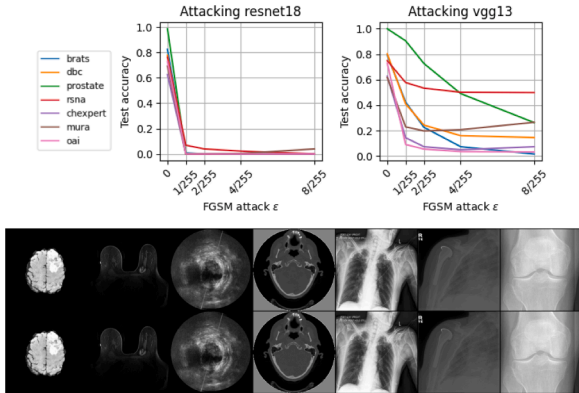 Attacking resnet18
Attacking vgg13
brats
dbc
prostate
rsna
chexpert
mura
oai
Test accuracy
1.0
0.8
0.6
0.4
0.2
0.0
0
1/255
2/255
4/255
8/255
FGSM attack ε
Test accuracy
1.0
0.8
0.6
0.4
0.2
0.0
0
1/255
2/255
4/255
8/255
FGSM attack ε